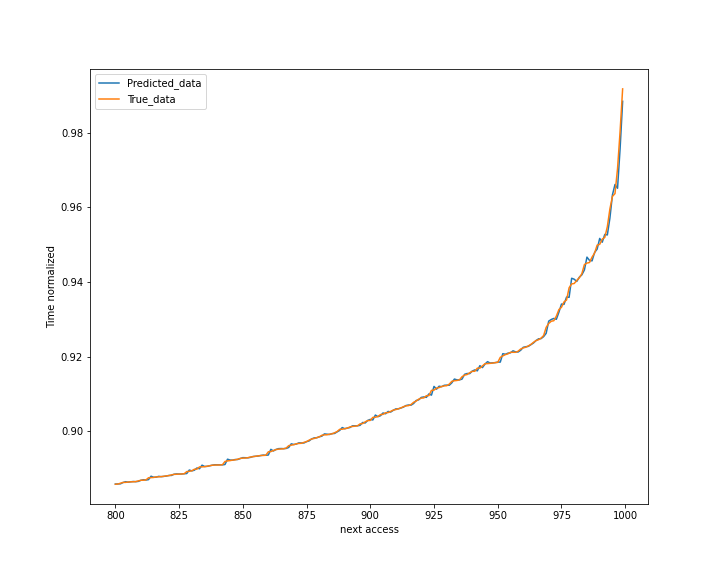 Predicted_data
True_data
0.98
0.96
0.94
0.92
0.90
Time normalized
800 825 850 875 900 925 950 975 1000
next access